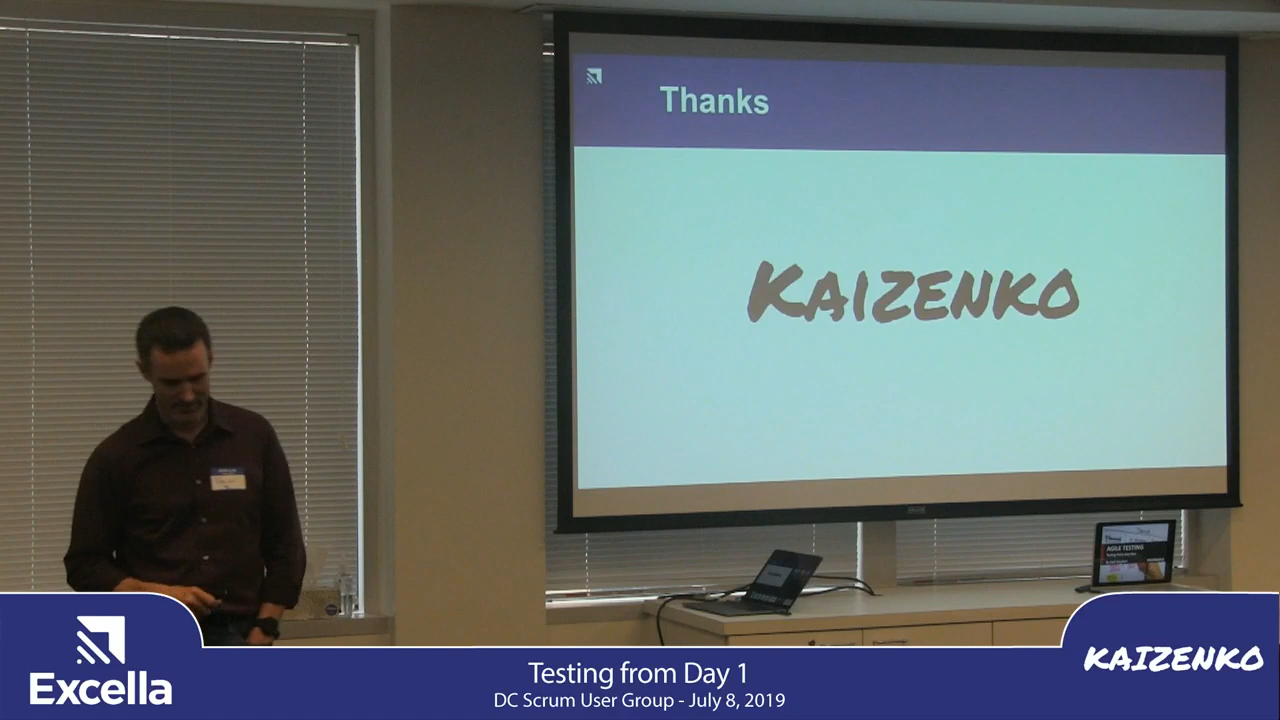 Thanks
KAIZENKO
AGILE TESTING
Excella
Testing from Day 1
DC Scrum User Group - July 8, 2019
KAIZENKO